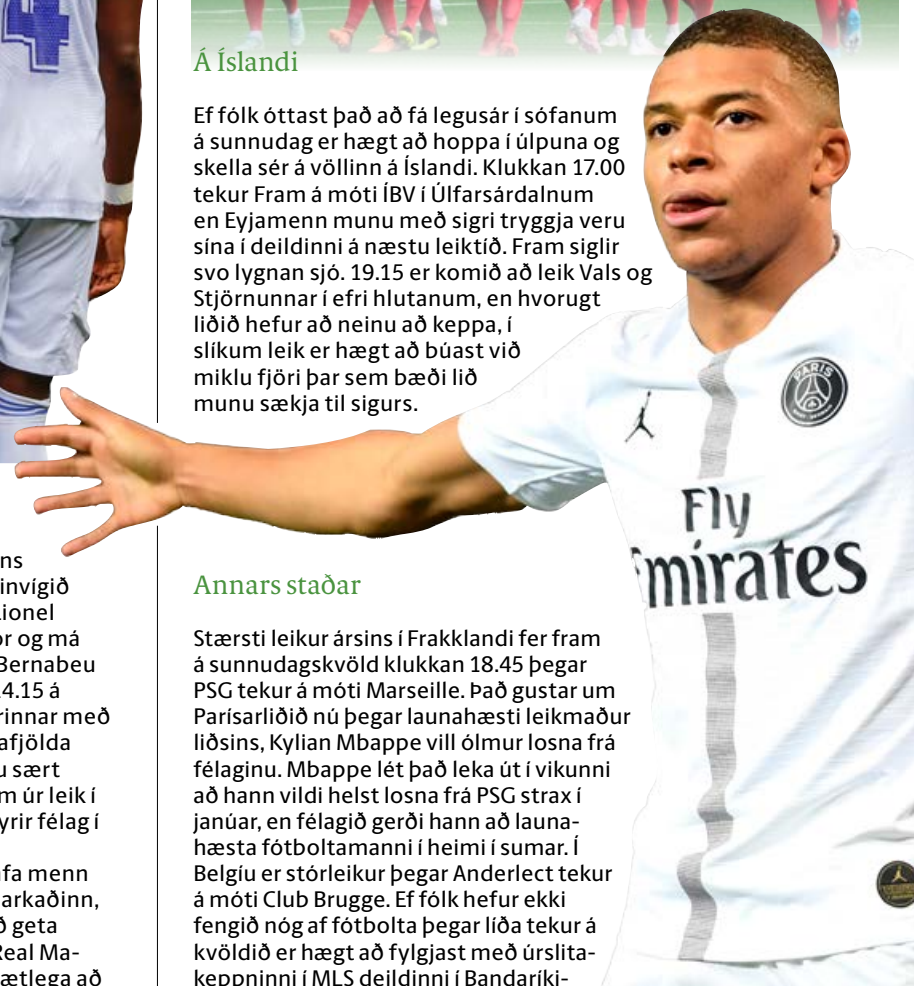 4
Á Íslandi
Ef fólk óttast það að fá legusár í sófanum
á sunnudag er hægt að hoppa í úlpuna og
skella sér á völlinn á Íslandi. Klukkan 17.00
tekur Fram á móti ÍBV í Úlfarsárdalnum
en Eyjamenn munu með sigri tryggja veru
sína í deildinni á næstu leiktíð. Fram siglir
svo lygnan sjó. 19.15 er komið að leik Vals og
Stjörnunnar í efri hlutanum, en hvorugt
liðið hefur að neinu að keppa, í
slíkum leik er hægt að búast við
miklu fjöri þar sem bæði lið
munu sækja til sigurs.
PARIS
Fly
Emirates
ns
invígið
Lionel
or og má
Bernabeu
4.15 á
rinnar með
afjölda
u sært
m úr leik í
yrir félag í
afa menn
arkaðinn,
ð geta
Real Ma-
ætlega að
Annars staðar
Stærsti leikur ársins í Frakklandi fer fram
á sunnudagskvöld klukkan 18.45 þegar
PSG tekur á móti Marseille. Það gustar um
Parísarliðið nú þegar launahæsti leikmaður
liðsins, Kylian Mbappe vill ólmur losna frá
félaginu. Mbappe lét það leka út í vikunni
að hann vildi helst losna frá PSG strax í
janúar, en félagið gerði hann að launa-
hæsta fótboltamanni í heimi í sumar. Í
Belgíu er stórleikur þegar Anderlect tekur
á móti Club Brugge. Ef fólk hefur ekki
fengið nóg af fótbolta þegar líða tekur á
kvöldið er hægt að fylgjast með úrslita-
keppninni í MLS deildinni í Bandaríki-